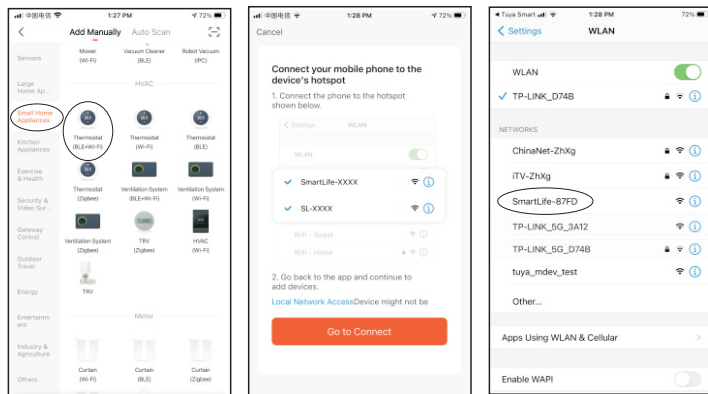 中国电信
1:27 PM
72%
Add Manually
Auto Scan
Sensors
Large
Home Ap...
Small Home
Appliances
Kitchen
Appliances
Exercise
& Health
Security &
Video Sur...
Gateway
Control
Outdoor
Travel
Energy
Entertainm
ent
Industry &
Agriculture
Others
Mower
(Wi-Fi)
Vacuum Cleaner
(BLE)
Robot Vacuum
(IPC)
HVAC
Thermostat
(BLE+Wi-Fi)
Thermostat
(Wi-Fi)
Thermostat
(BLE)
Thermostat
(Zigbee)
Ventilation System
(BLE+Wi-Fi)
Ventilation System
(Wi-Fi)
Ventilation System
(Zigbee)
TRV
(Zigbee)
HVAC
(Wi-Fi)
TRV
Motor
Curtain
(Wi-Fi)
Curtain
(BLE)
Curtain
(Zigbee)
中国电信
1:28 PM
72%
Cancel
Connect your mobile phone to the
device's hotspot
1. Connect the phone to the hotspot
shown below.
Settings
WLAN
WLAN
SmartLife-XXXX
SL-XXXX
Wifi - Guest
Wifi - Home
2. Go back to the app and continue to
add devices.
Local Network AccessDevice might not be
Go to Connect
Tuya Smart
1:28 PM
72%
Settings
WLAN
WLAN
TP-LINK_D74B
NETWORKS
ChinaNet-ZhXg
iTV-ZhXg
SmartLife-87FD
TP-LINK_5G_3A12
TP-LINK_5G_D74B
tuya_mdev_test
Other...
Apps Using WLAN & Cellular
Enable WAPI